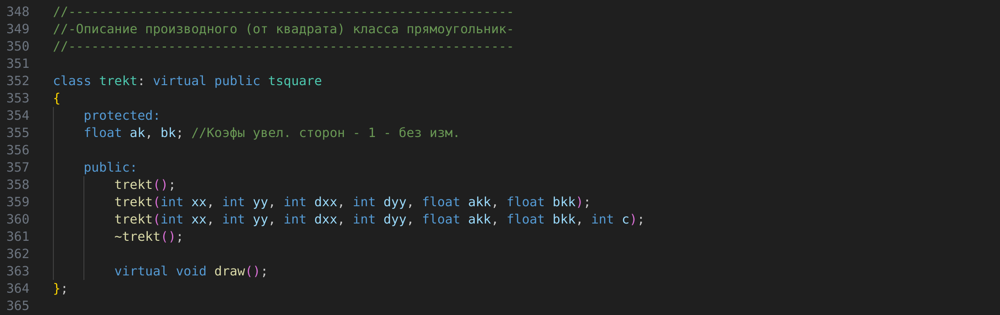 348 //----------------------------------------------------------
349 //-Описание производного (от квадрата) класса прямоугольник-
350 //----------------------------------------------------------
351
352 class trekt: virtual public tsquare
353 {
354     protected:
355     float ak, bk; //Коэфы увел. сторон - 1 - без изм.
356
357     public:
358         trekt();
359         trekt(int xx, int yy, int dxx, int dyy, float akk, float bkk);
360         trekt(int xx, int yy, int dxx, int dyy, float akk, float bkk, int c);
361         ~trekt();
362
363         virtual void draw();
364 };
365